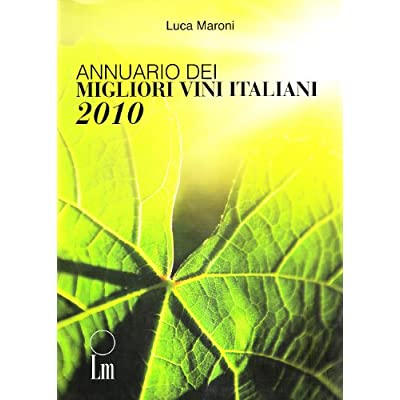 Luca Maroni
ANNUARIO DEI
MIGLIORI VINI ITALIANI
2010
Lm